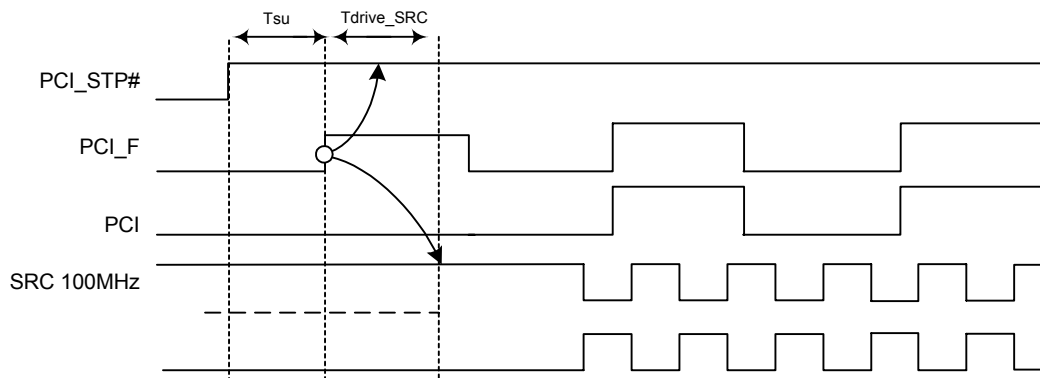 Tsu
Tdrive_SRC
PCI_STP#
PCI_F
PCI
SRC 100MHz